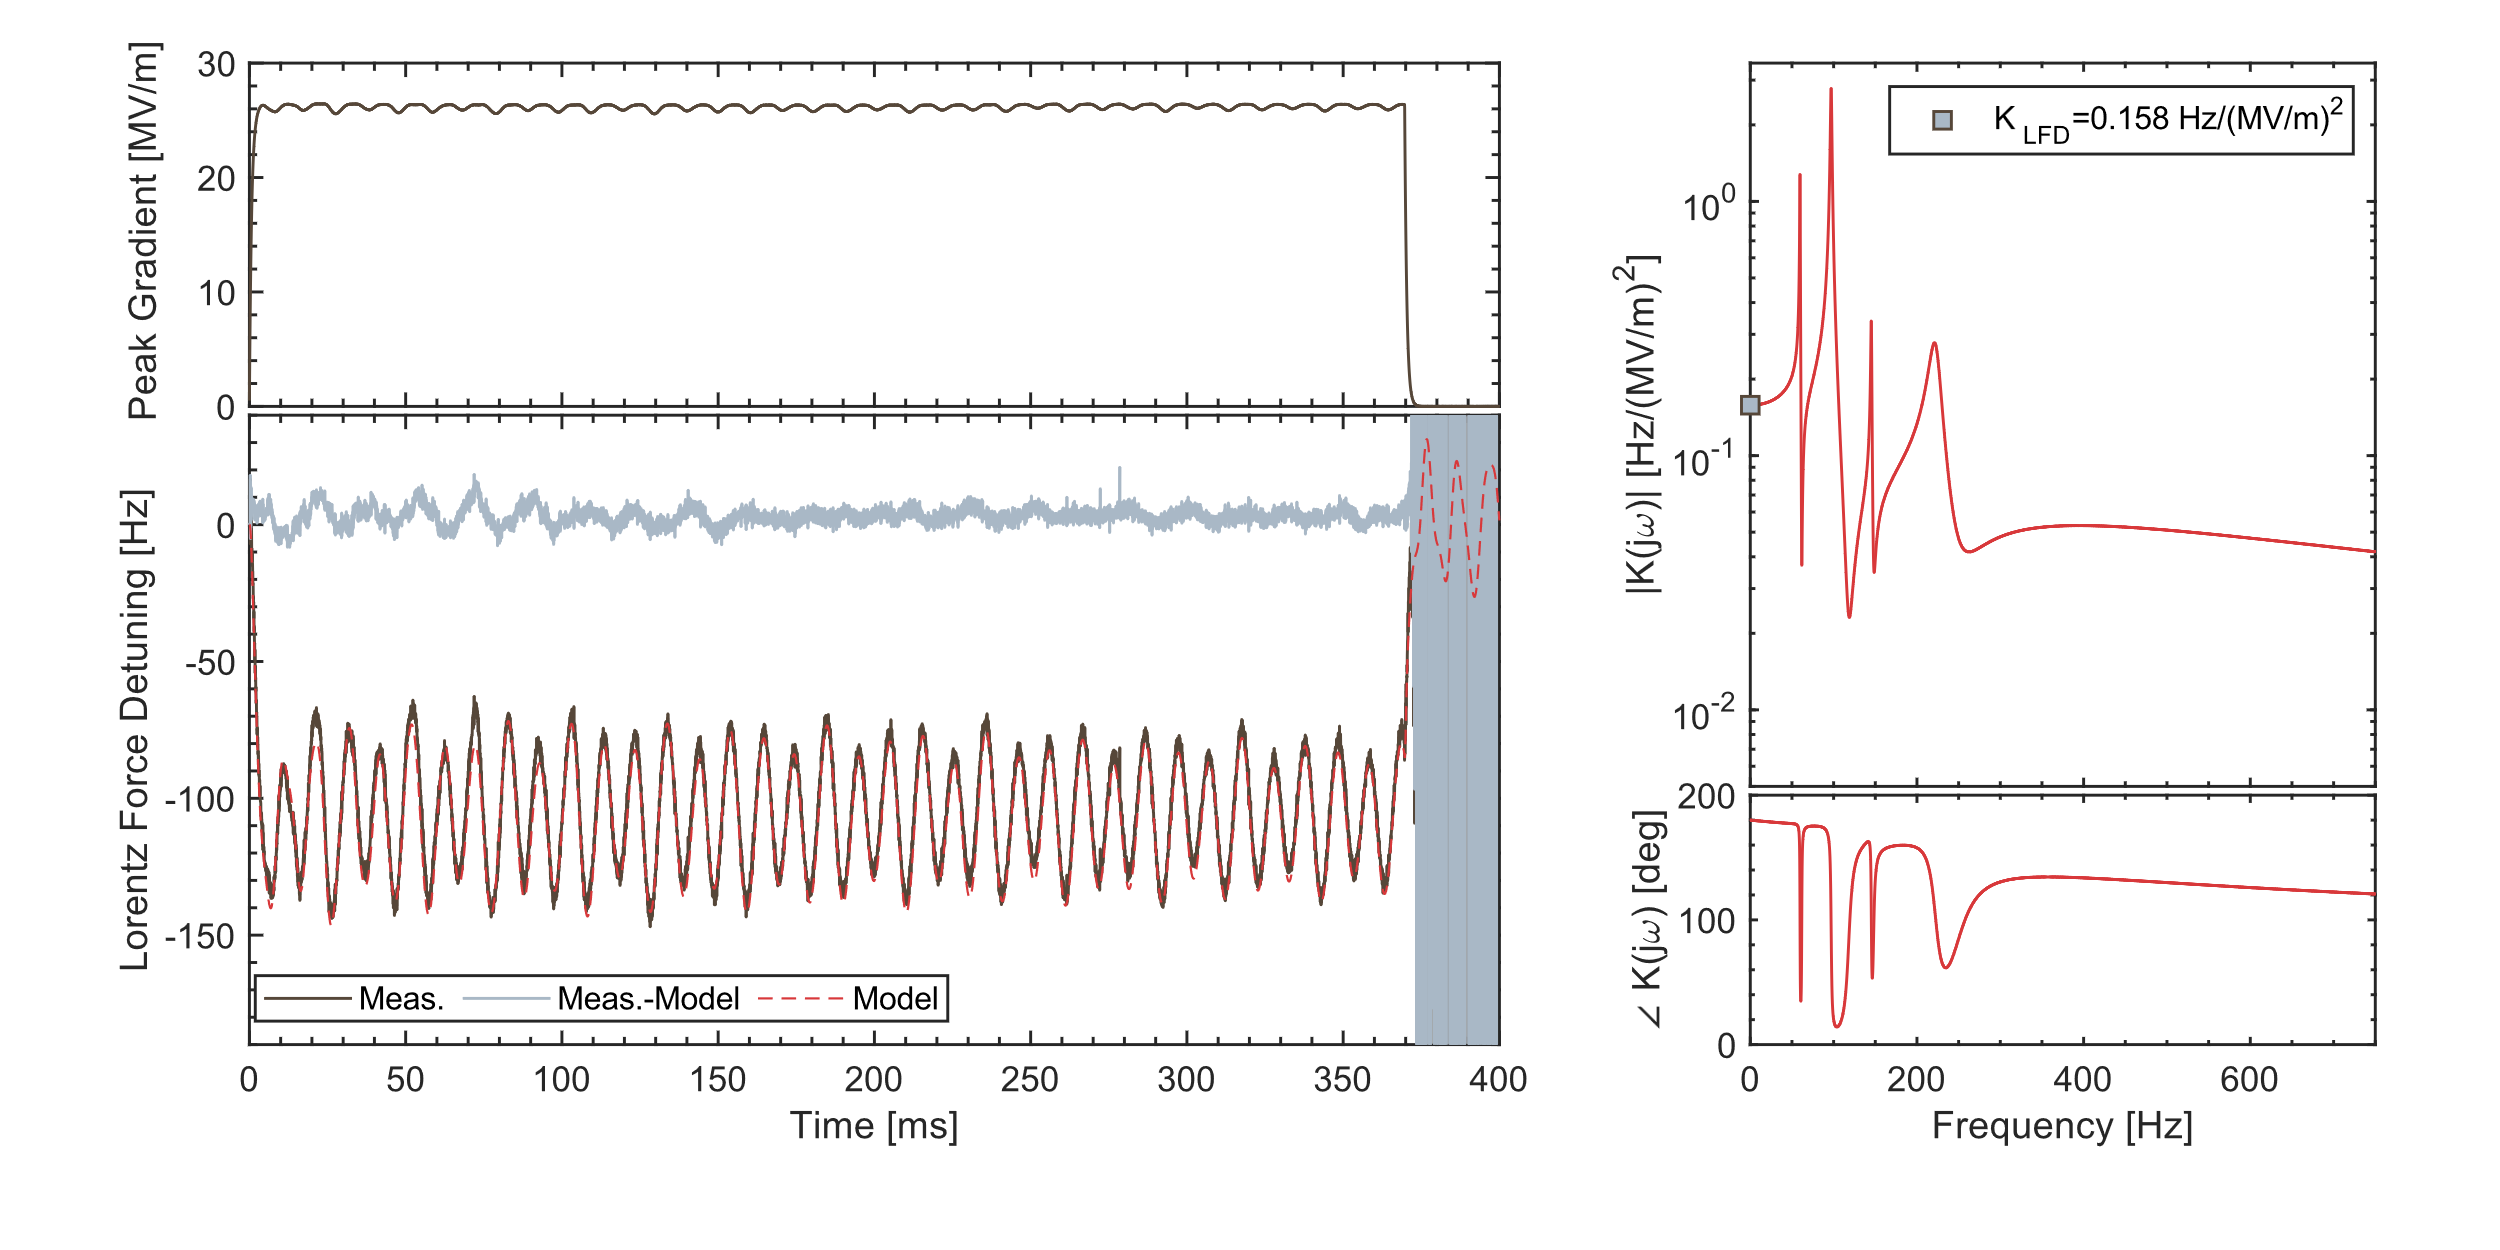 Peak Gradient [MV/m]
30
20
10
0
Lorentz Force Detuning [Hz]
0
-50
-100
-150
Meas. Meas.-Model Model
0 50 100 150 200 250 300 350 400
Time [ms]
|K(jω)| [Hz/(MV/m)²]
K LFD=0.158 Hz/(MV/m)²
10⁰
10⁻¹
10⁻²
∠ K(jω) [deg]
200
100
0
0 200 400 600
Frequency [Hz]